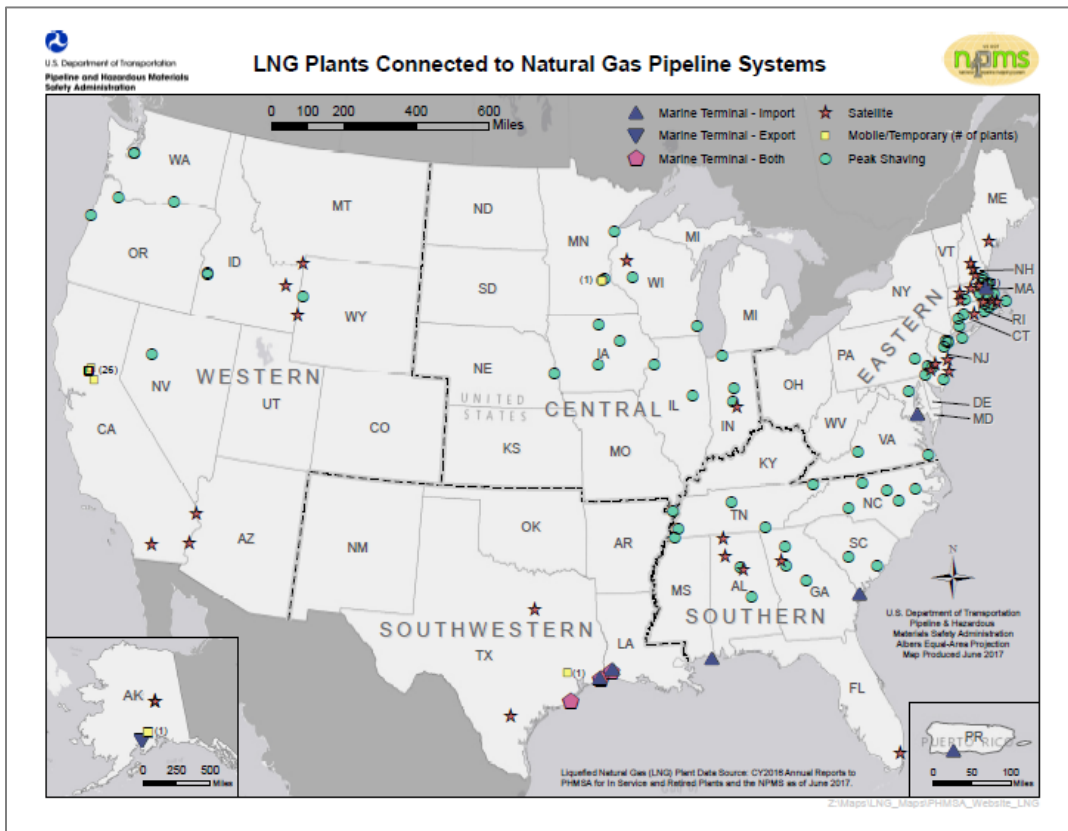 U.S. Department of Transportation
Pipeline and Hazardous Materials
Safety Administration
LNG Plants Connected to Natural Gas Pipeline Systems
npms
0 100 200 400 600
Miles
Marine Terminal - Import
Marine Terminal - Export
Marine Terminal - Both
Satellite
Mobile/Temporary (# of plants)
Peak Shaving
WA
MT
ND
MN
MI
ME
VT
NH
MA
OR
ID
SD
(1)
WI
NY
RI
CT
WY
MI
IA
PA
EASTERN
NJ
(26)
NV
WESTERN
NE
UNITED
STATES
CENTRAL
IL
IN
OH
DE
MD
CA
UT
CO
KS
MO
WV
VA
KY
AZ
NM
OK
AR
TN
NC
SC
MS
AL
GA
SOUTHERN
SOUTHWESTERN
TX
LA
(1)
FL
N
U.S. Department of Transportation
Pipeline & Hazardous
Materials Safety Administration
Albers Equal-Area Projection
Map Produced June 2017
AK
(1)
0 250 500
Miles
PR
PUERTO RICO
0 50 100
Miles
Liquefied Natural Gas (LNG) Plant Data Source: CY2016 Annual Reports to
PHMSA for In Service and Retired Plants and the NPMS as of June 2017.
Z:\Maps\LNG_Maps\PHMSA_Website_LNG